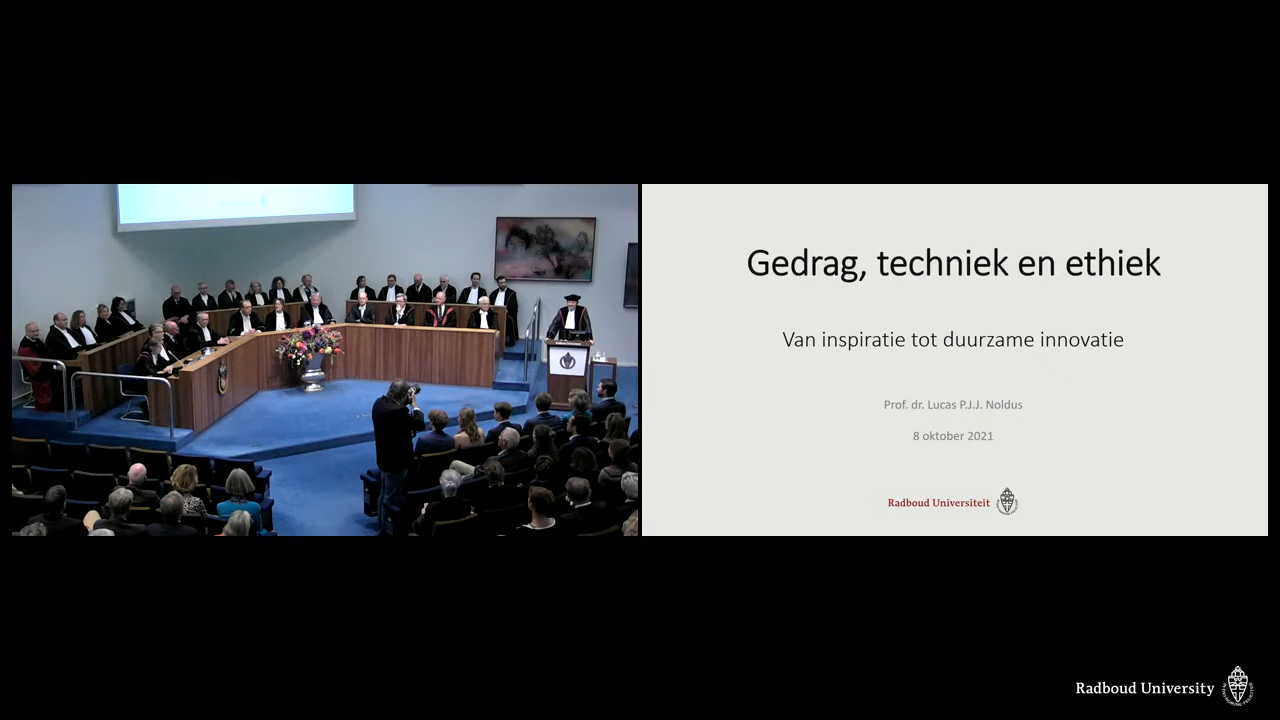 Gedrag, techniek en ethiek
Van inspiratie tot duurzame innovatie
Prof. dr. Lucas P.J.J. Noldus
8 oktober 2021
Radboud Universiteit
Radboud University